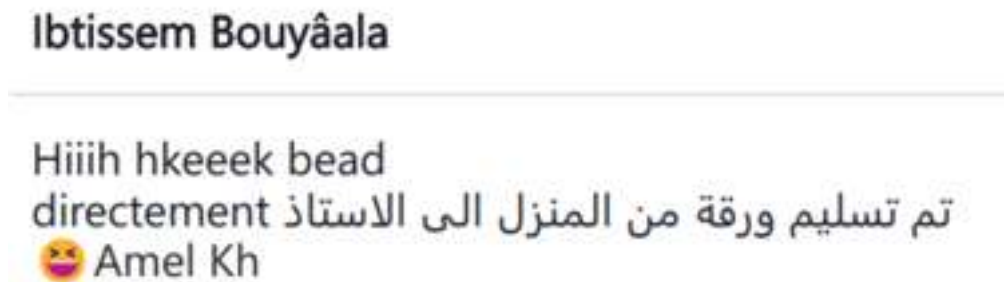 Ibtissem Bouyâala
Hiiih hkeeek bead
directement تم تسليم ورقة من المنزل الى الاستاذ
😆Amel Kh